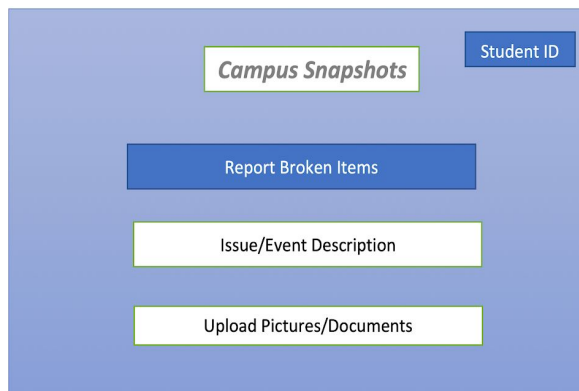 Campus Snapshots
Student ID
Report Broken Items
Issue/Event Description
Upload Pictures/Documents